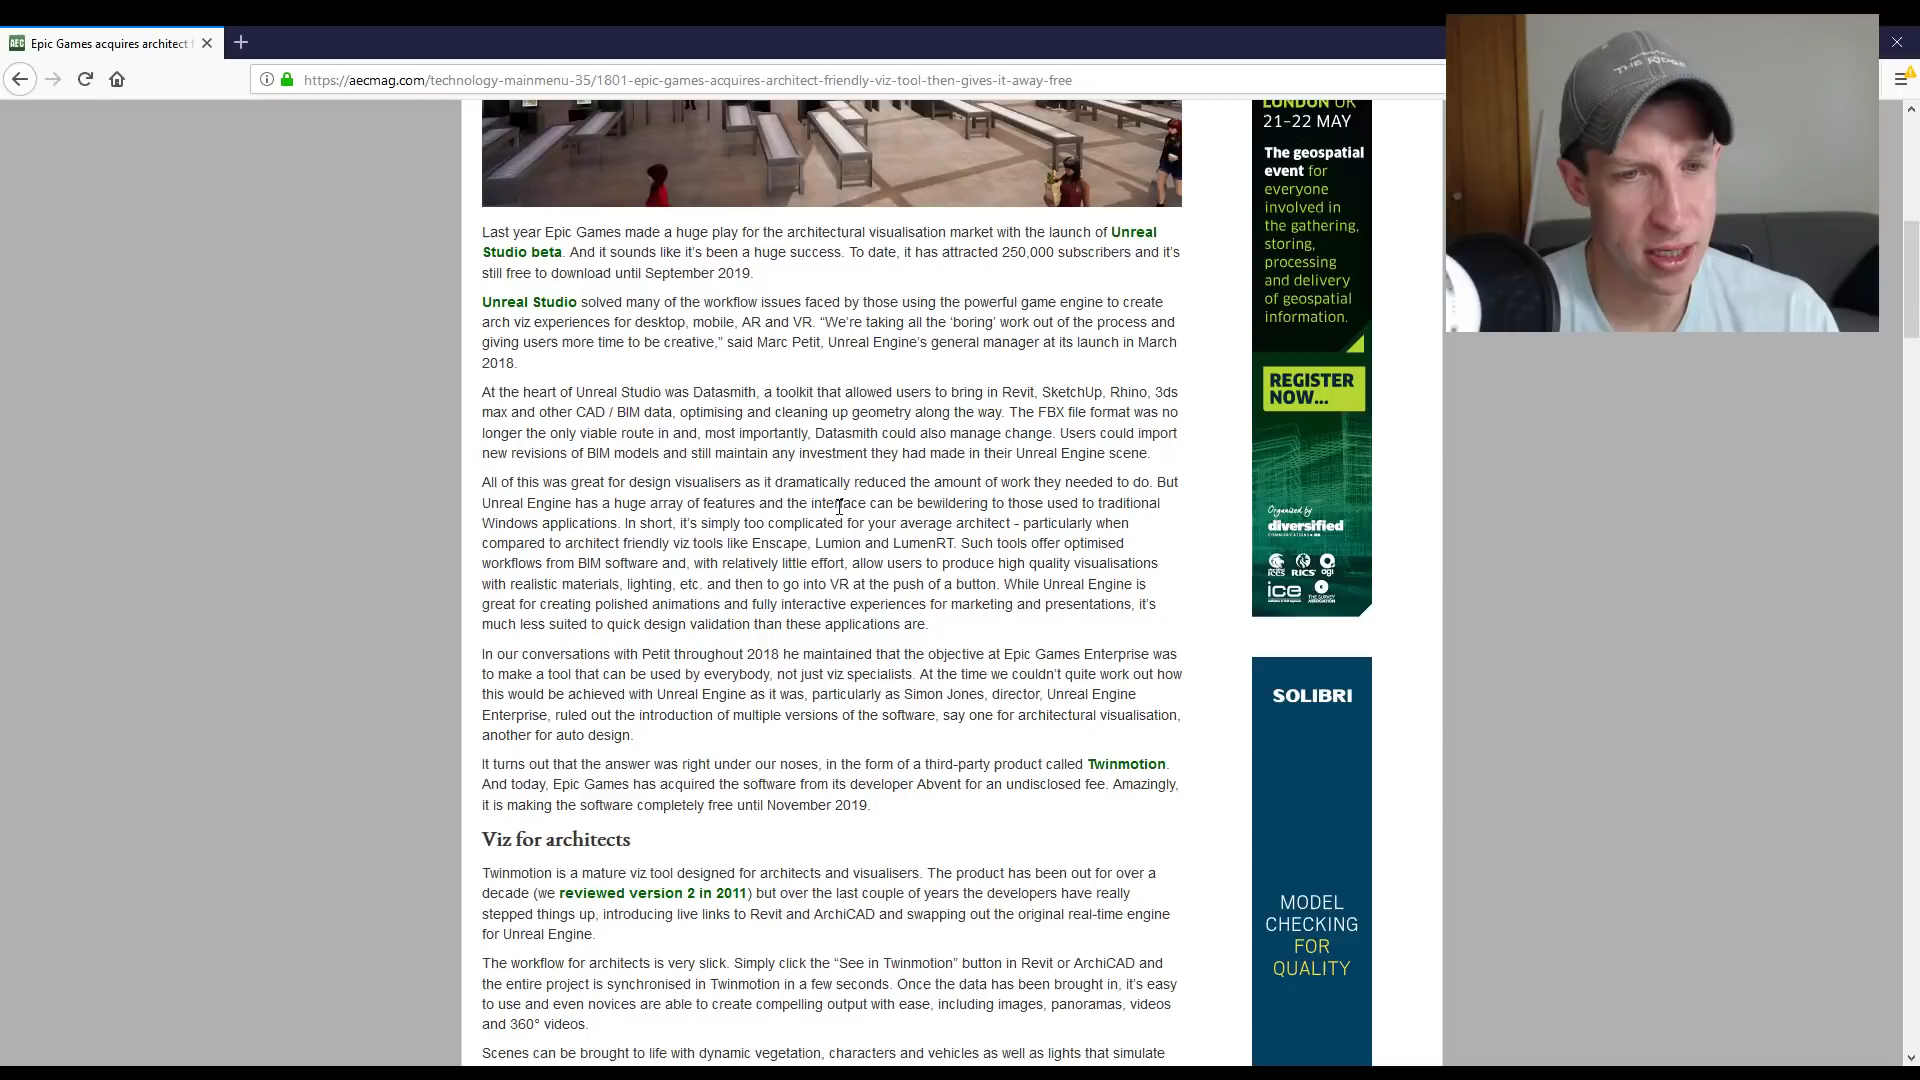 AEC Epic Games acquires architect f
https://aecmag.com/technology-mainmenu-35/1801-epic-games-acquires-architect-friendly-viz-tool-then-gives-it-away-free
THE RIDGE
Last year Epic Games made a huge play for the architectural visualisation market with the launch of Unreal
Studio beta. And it sounds like it's been a huge success. To date, it has attracted 250,000 subscribers and it's
still free to download until September 2019.
Unreal Studio solved many of the workflow issues faced by those using the powerful game engine to create
arch viz experiences for desktop, mobile, AR and VR. “We're taking all the ‘boring’ work out of the process and
giving users more time to be creative,” said Marc Petit, Unreal Engine's general manager at its launch in March
2018.
At the heart of Unreal Studio was Datasmith, a toolkit that allowed users to bring in Revit, SketchUp, Rhino, 3ds
max and other CAD / BIM data, optimising and cleaning up geometry along the way. The FBX file format was no
longer the only viable route in and, most importantly, Datasmith could also manage change. Users could import
new revisions of BIM models and still maintain any investment they had made in their Unreal Engine scene.
All of this was great for design visualisers as it dramatically reduced the amount of work they needed to do. But
Unreal Engine has a huge array of features and the interface can be bewildering to those used to traditional
Windows applications. In short, it's simply too complicated for your average architect - particularly when
compared to architect friendly viz tools like Enscape, Lumion and LumenRT. Such tools offer optimised
workflows from BIM software and, with relatively little effort, allow users to produce high quality visualisations
with realistic materials, lighting, etc. and then to go into VR at the push of a button. While Unreal Engine is
great for creating polished animations and fully interactive experiences for marketing and presentations, it's
much less suited to quick design validation than these applications are.
In our conversations with Petit throughout 2018 he maintained that the objective at Epic Games Enterprise was
to make a tool that can be used by everybody, not just viz specialists. At the time we couldn't quite work out how
this would be achieved with Unreal Engine as it was, particularly as Simon Jones, director, Unreal Engine
Enterprise, ruled out the introduction of multiple versions of the software, say one for architectural visualisation,
another for auto design.
It turns out that the answer was right under our noses, in the form of a third-party product called Twinmotion.
And today, Epic Games has acquired the software from its developer Abvent for an undisclosed fee. Amazingly,
it is making the software completely free until November 2019.
Viz for architects
Twinmotion is a mature viz tool designed for architects and visualisers. The product has been out for over a
decade (we reviewed version 2 in 2011) but over the last couple of years the developers have really
stepped things up, introducing live links to Revit and ArchiCAD and swapping out the original real-time engine
for Unreal Engine.
The workflow for architects is very slick. Simply click the “See in Twinmotion” button in Revit or ArchiCAD and
the entire project is synchronised in Twinmotion in a few seconds. Once the data has been brought in, it's easy
to use and even novices are able to create compelling output with ease, including images, panoramas, videos
and 360° videos.
Scenes can be brought to life with dynamic vegetation, characters and vehicles as well as lights that simulate
LONDON UK
21-22 MAY
The geospatial
event for
everyone
involved in
the gathering,
storing,
processing
and delivery
of geospatial
information.
REGISTER
NOW...
Organised by
diversified
COMMUNICATIONS
RICS
agi
ice
SOLIBRI
MODEL
CHECKING
FOR
QUALITY